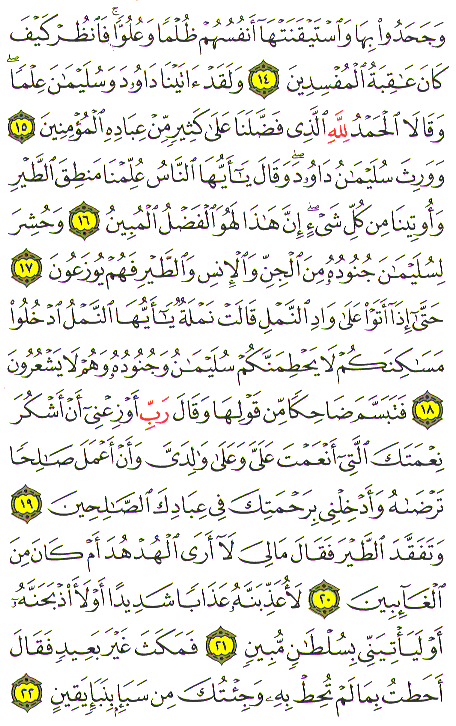 وَجَحَدُوا۟ بِهَا وَٱسْتَيْقَنَتْهَآ أَنفُسُهُمْ ظُلْمًا وَعُلُوًّا ۚ فَٱنظُرْ كَيْفَ
كَانَ عَـٰقِبَةُ ٱلْمُفْسِدِينَ ١٤ وَلَقَدْ ءَاتَيْنَا دَاوُۥدَ وَسُلَيْمَـٰنَ عِلْمًا ۖ
وَقَالَا ٱلْحَمْدُ لِلَّهِ ٱلَّذِى فَضَّلَنَا عَلَىٰ كَثِيرٍ مِّنْ عِبَادِهِ ٱلْمُؤْمِنِينَ ١٥
وَوَرِثَ سُلَيْمَـٰنُ دَاوُۥدَ ۖ وَقَالَ يَـٰٓأَيُّهَا ٱلنَّاسُ عُلِّمْنَا مَنطِقَ ٱلطَّيْرِ
وَأُوتِينَا مِن كُلِّ شَىْءٍ ۖ إِنَّ هَـٰذَا لَهُوَ ٱلْفَضْلُ ٱلْمُبِينُ ١٦ وَحُشِرَ
لِسُلَيْمَـٰنَ جُنُودُهُۥ مِنَ ٱلْجِنِّ وَٱلْإِنسِ وَٱلطَّيْرِ فَهُمْ يُوزَعُونَ ١٧
حَتَّىٰٓ إِذَآ أَتَوْا۟ عَلَىٰ وَادِ ٱلنَّمْلِ قَالَتْ نَمْلَةٌ يَـٰٓأَيُّهَا ٱلنَّمْلُ ٱدْخُلُوا۟
مَسَـٰكِنَكُمْ لَا يَحْطِمَنَّكُمْ سُلَيْمَـٰنُ وَجُنُودُهُۥ وَهُمْ لَا يَشْعُرُونَ
١٨ فَتَبَسَّمَ ضَاحِكًا مِّن قَوْلِهَا وَقَالَ رَبِّ أَوْزِعْنِىٓ أَنْ أَشْكُرَ
نِعْمَتَكَ ٱلَّتِىٓ أَنْعَمْتَ عَلَىَّ وَعَلَىٰ وَٰلِدَىَّ وَأَنْ أَعْمَلَ صَـٰلِحًا
تَرْضَىٰهُ وَأَدْخِلْنِى بِرَحْمَتِكَ فِى عِبَادِكَ ٱلصَّـٰلِحِينَ ١٩
وَتَفَقَّدَ ٱلطَّيْرَ فَقَالَ مَالِىَ لَآ أَرَى ٱلْهُدْهُدَ أَمْ كَانَ مِنَ
ٱلْغَآئِبِينَ ٢٠ لَأُعَذِّبَنَّهُۥ عَذَابًا شَدِيدًا أَوْ لَأَا۟ذْبَحَنَّهُۥٓ
أَوْ لَيَأْتِيَنِّى بِسُلْطَـٰنٍ مُّبِينٍ ٢١ فَمَكَثَ غَيْرَ بَعِيدٍ فَقَالَ
أَحَطتُ بِمَا لَمْ تُحِطْ بِهِۦ وَجِئْتُكَ مِن سَبَإٍۭ بِنَبَإٍ يَقِينٍ ٢٢